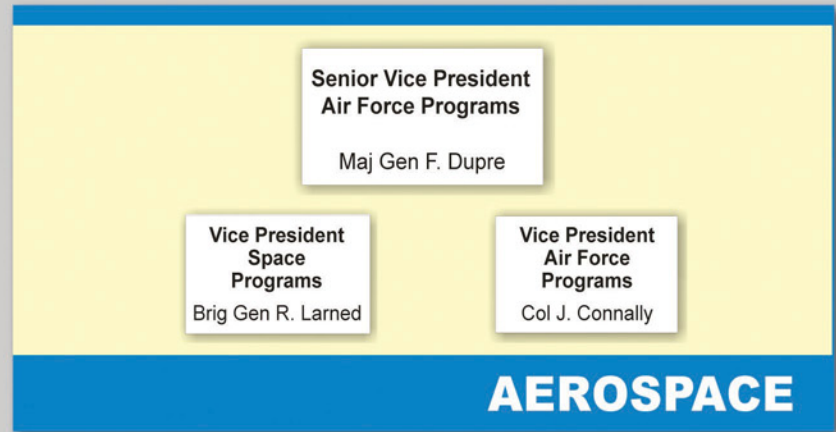 Senior Vice President
Air Force Programs
Maj Gen F. Dupre
Vice President
Space
Programs
Brig Gen R. Larned
Vice President
Air Force
Programs
Col J. Connally
AEROSPACE